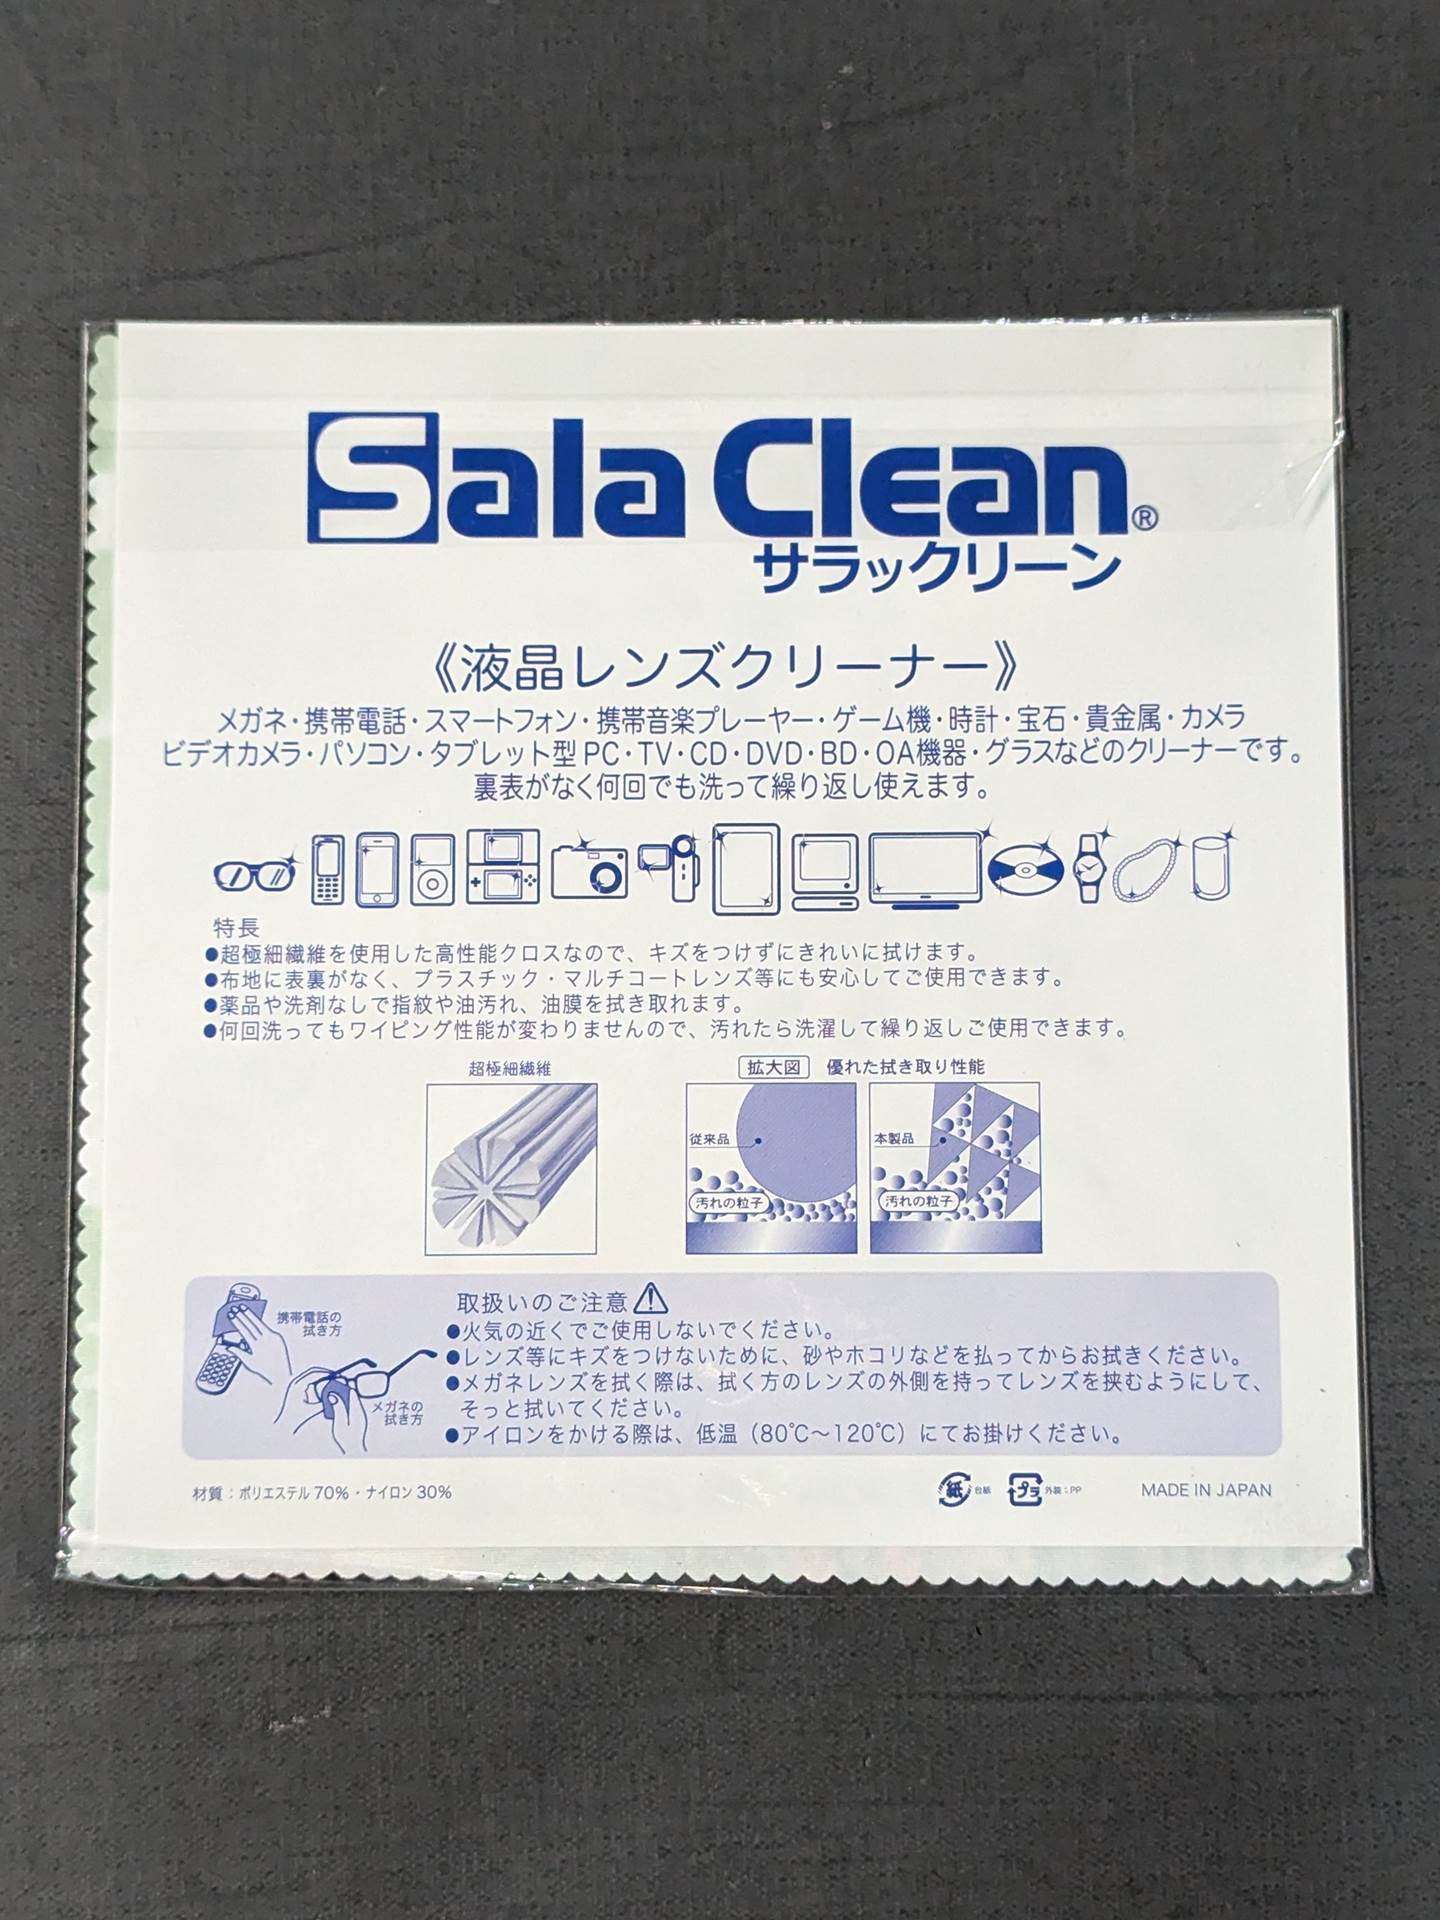 Sala Clean®
サラックリーン
《液晶レンズクリーナー》
メガネ・携帯電話・スマートフォン・携帯音楽プレーヤー・ゲーム機・時計・宝石・貴金属・カメラ
ビデオカメラ・パソコン・タブレット型PC・TV・CD・DVD・BD・OA機器・グラスなどのクリーナーです。
裏表がなく何回でも洗って繰り返し使えます。
特長
●超極細繊維を使用した高性能クロスなので、キズをつけずにきれいに拭けます。
●布地に表裏がなく、プラスチック・マルチコートレンズ等にも安心してご使用できます。
●薬品や洗剤なしで指紋や油汚れ、油膜を拭き取れます。
●何回洗ってもワイピング性能が変わりませんので、汚れたら洗濯して繰り返しご使用できます。
超極細繊維
拡大図 優れた拭き取り性能
従来品
汚れの粒子
本製品
汚れの粒子
携帯電話の
拭き方
メガネの
拭き方
取扱いのご注意
●火気の近くでご使用しないでください。
●レンズ等にキズをつけないために、砂やホコリなどを払ってからお拭きください。
●メガネレンズを拭く際は、拭く方のレンズの外側を持ってレンズを挟むようにして、
そっと拭いてください。
●アイロンをかける際は、低温（80℃～120℃）にてお掛けください。
材質：ポリエステル70%・ナイロン30%
紙 台紙
プラ 外装：PP
MADE IN JAPAN